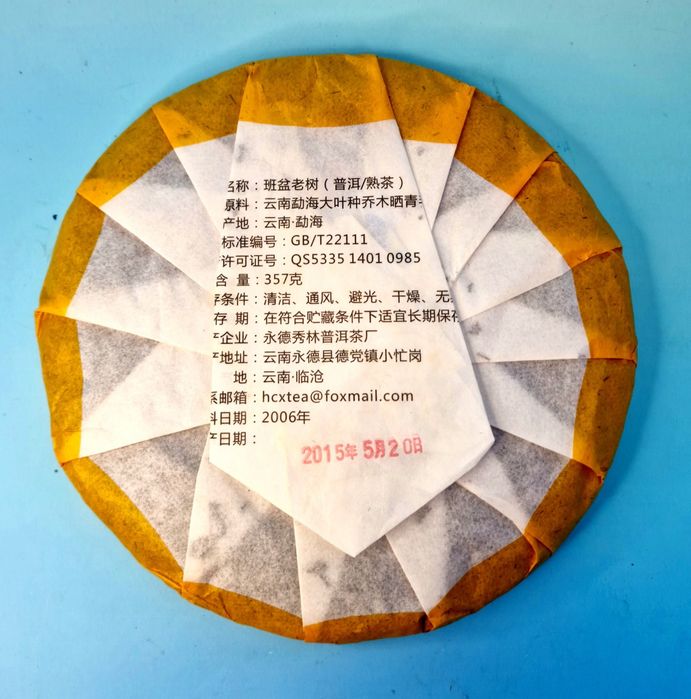 名称：班盆老树（普洱/熟茶）
原料：云南勐海大叶种乔木晒青
产地：云南·勐海
标准编号：GB/T22111
许可证号：QS5335 1401 0985
含 量：357克
存条件：清洁、通风、避光、干燥、无
存 期：在符合贮藏条件下适宜长期保存
企业：永德秀林普洱茶厂
地址：云南永德县德党镇小忙岗
地：云南·临沧
系邮箱：hcxtea@foxmail.com
料日期：2006年
产日期：
2015年 5月20日